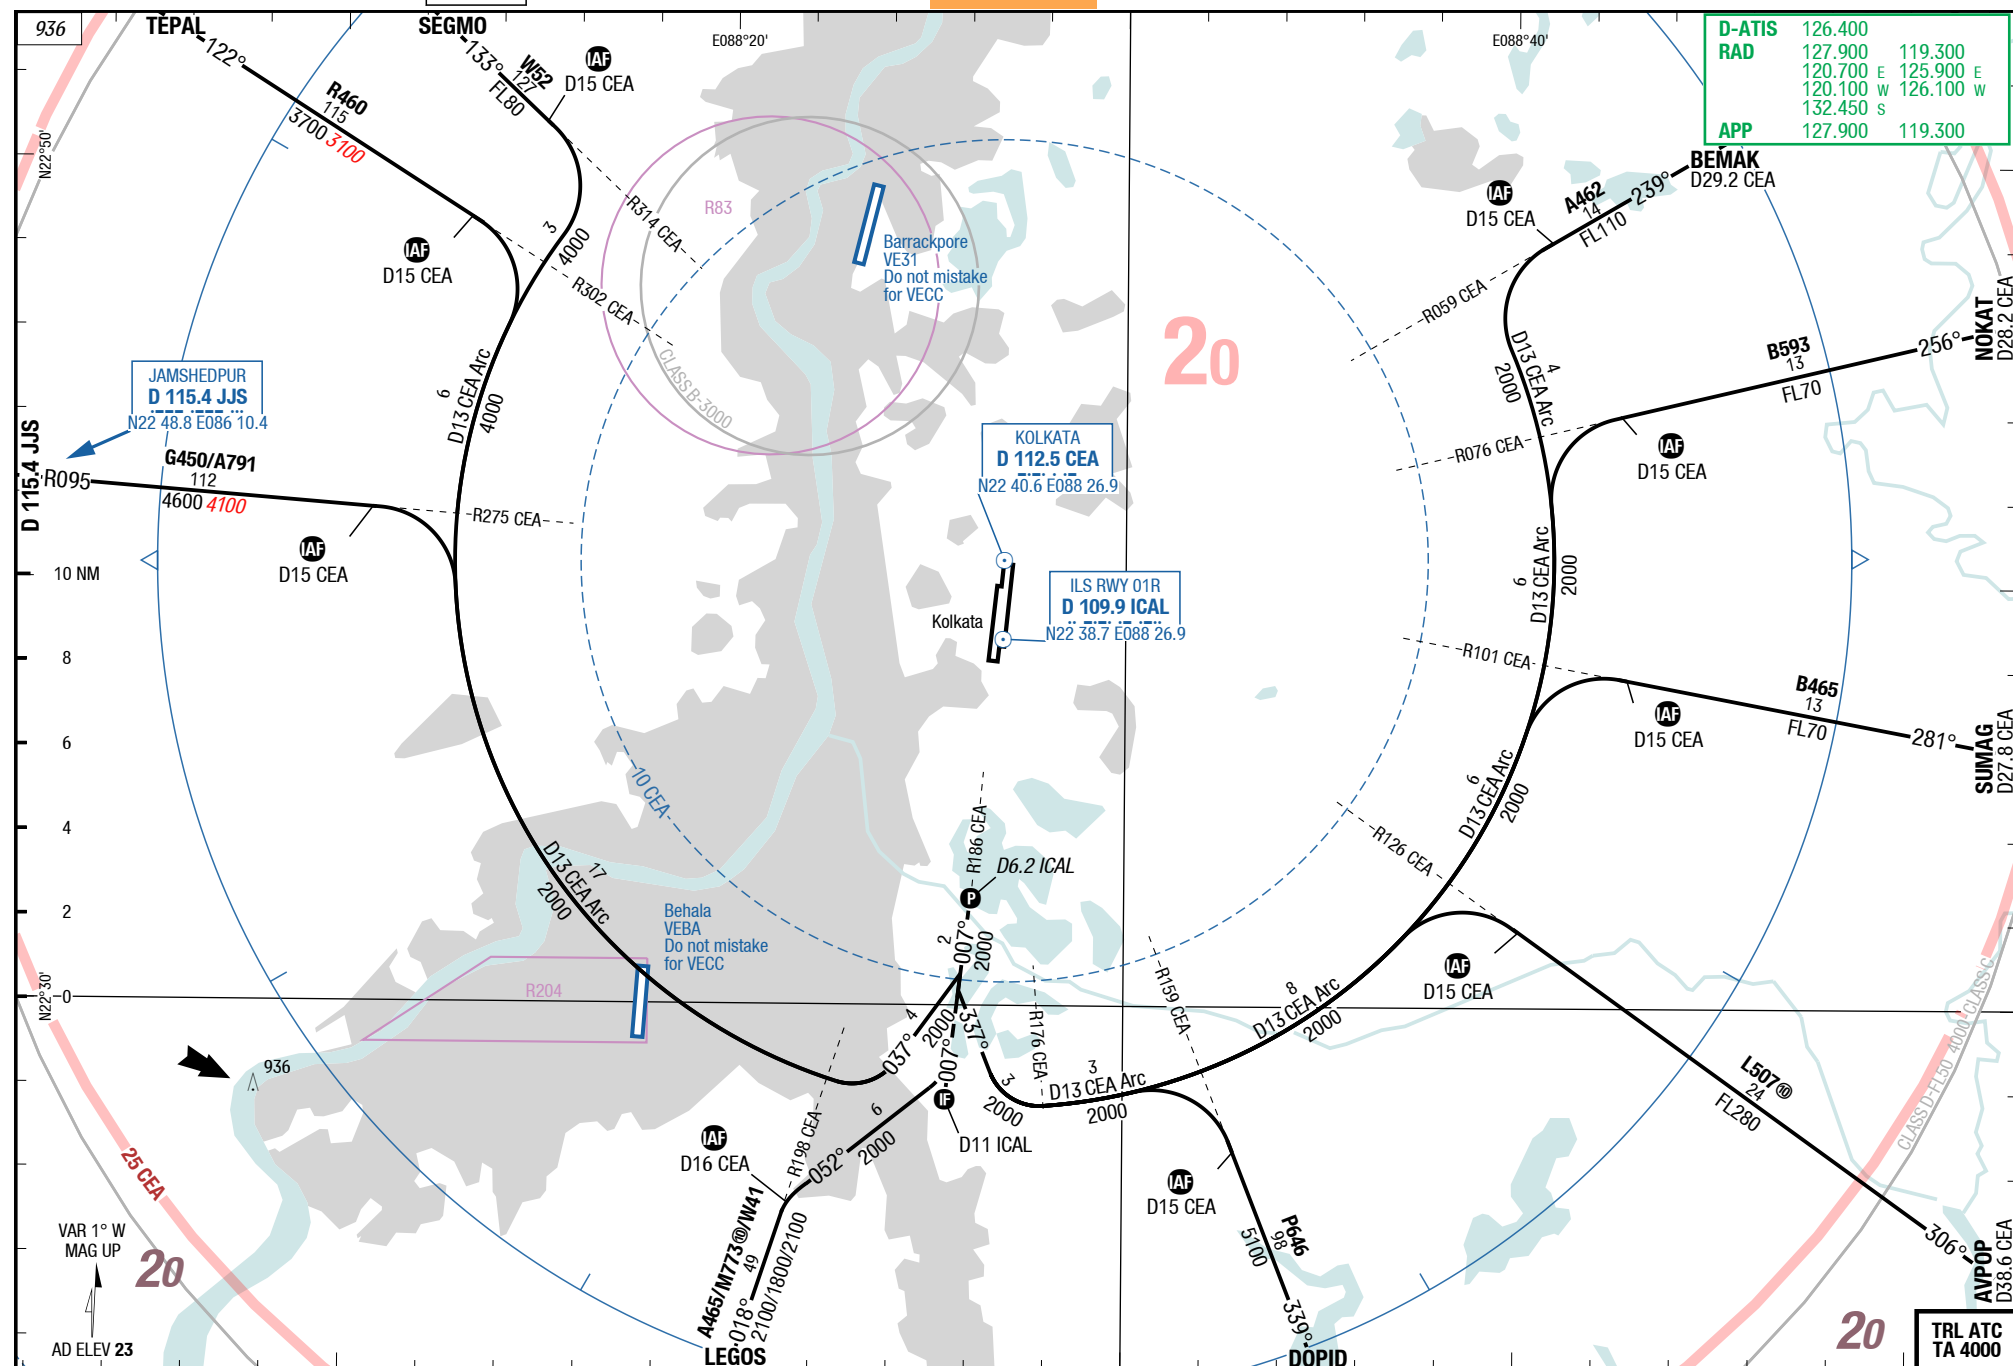 936
TEPAL
SEGMO
E088°20'
E088°40'
D-ATIS 126.400
RAD 127.900 119.300
120.700 E 125.900 E
120.100 W 126.100 W
132.450 S
APP 127.900 119.300
122°
R460
115
3700 3100
133°
W52
127
FL80
IAF
D15 CEA
N22°50'
IAF
D15 CEA
3
4000
R314 CEA
R302 CEA
R83
CLASS B-3000
Barrackpore
VE31
Do not mistake
for VECC
20
BEMAK
D29.2 CEA
239°
A462
14
FL110
IAF
D15 CEA
R059 CEA
NOKAT
D28.2 CEA
256°
B593
13
FL70
4
D13 CEA Arc
2000
R076 CEA
IAF
D15 CEA
JAMSHEDPUR
D 115.4 JJS
N22 48.8 E086 10.4
D 115.4 JJS
R095
G450/A791
112
4600 4100
IAF
D15 CEA
R275 CEA
6
D13 CEA Arc
4000
KOLKATA
D 112.5 CEA
N22 40.6 E088 26.9
ILS RWY 01R
D 109.9 ICAL
N22 38.7 E088 26.9
Kolkata
6
D13 CEA Arc
2000
R101 CEA
IAF
D15 CEA
B465
13
FL70
281°
SUMAG
D27.8 CEA
10 NM
8
6
4
2
0
N22°30'
10 CEA
6
D13 CEA Arc
2000
R126 CEA
IAF
D15 CEA
17
D13 CEA Arc
2000
Behala
VEBA
Do not mistake
for VECC
R204
R186 CEA
D6.2 ICAL
P
2
007°
2000
4
037°
2000
007°
337°
3
2000
R176 CEA
R159 CEA
3
D13 CEA Arc
2000
8
D13 CEA Arc
2000
IF
D11 ICAL
6
052°
2000
R198 CEA
IAF
D16 CEA
A465/M773⑩/W41
49
2100/1800/2100
018°
LEGOS
IAF
D15 CEA
P646
98
5100
339°
DOPID
L507⑩
24
FL280
306°
AVPOP
D38.6 CEA
CLASS D-FL50 4000 CLASS C
936
25 CEA
VAR 1° W
MAG UP
20
AD ELEV 23
20
TRL ATC
TA 4000